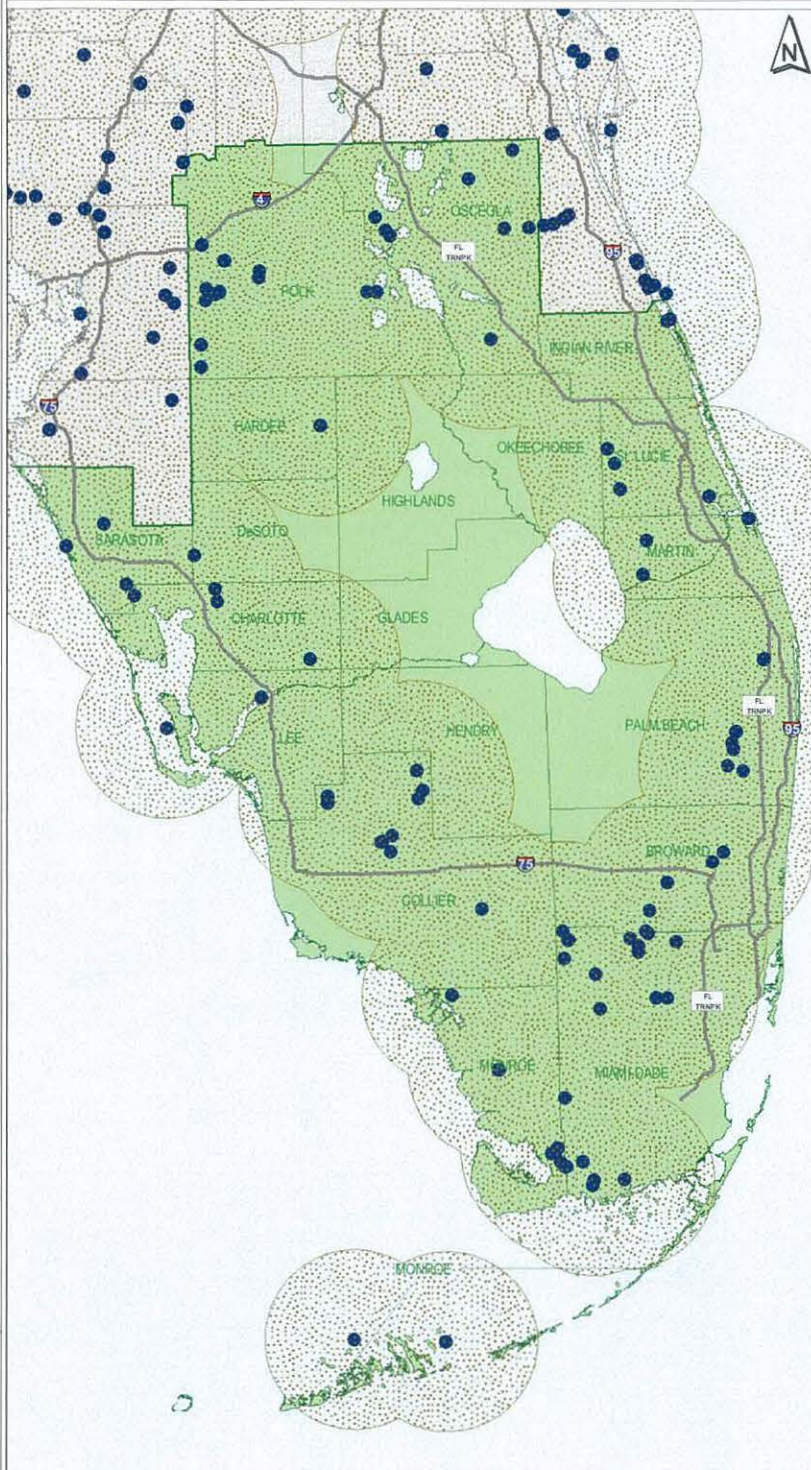 N
4
OSCEOLA
FL
TRNPK
95
POLK
INDIAN RIVER
75
HARDEE
OKEECHOBEE
ST LUCIE
HIGHLANDS
DeSOTO
SARASOTA
MARTIN
CHARLOTTE
GLADES
FL
TRNPK
LEE
HENDRY
PALM BEACH
95
BROWARD
75
COLLIER
FL
TRNPK
MONROE
MIAMI-DADE
MONROE